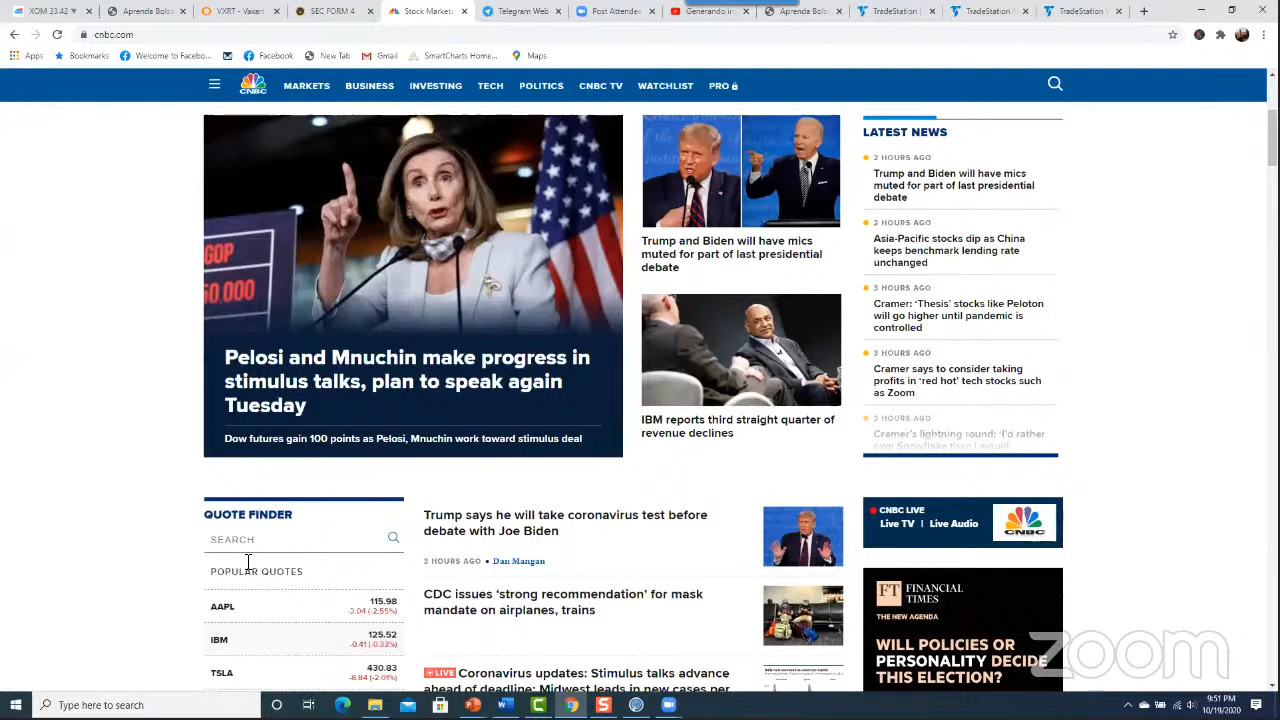 XOM 33.42
Aprenda Bols
VXRT - Vaxart
SEC FORM 4
Stock Markets
Telegram Web
Post Attendee
Gmando in
Aprenda Bols
TradeStation
TradeStation
TradeStation
cnbc.com
Apps
Bookmarks
Welcome to Facebo...
Facebook
New Tab
Gmail
SmartCharts Home...
Maps
CNBC
MARKETS
BUSINESS
INVESTING
TECH
POLITICS
CNBC TV
WATCHLIST
PRO
GOP
50.000
Pelosi and Mnuchin make progress in
stimulus talks, plan to speak again
Tuesday
Dow futures gain 100 points as Pelosi, Mnuchin work toward stimulus deal
Trump and Biden will have mics
muted for part of last presidential
debate
IBM reports third straight quarter of
revenue declines
LATEST NEWS
2 HOURS AGO
Trump and Biden will have mics
muted for part of last presidential
debate
2 HOURS AGO
Asia-Pacific stocks dip as China
keeps benchmark lending rate
unchanged
3 HOURS AGO
Cramer: ‘Thesis’ stocks like Peloton
will go higher until pandemic is
controlled
3 HOURS AGO
Cramer says to consider taking
profits in ‘red hot’ tech stocks such
as Zoom
3 HOURS AGO
Cramer’s lightning round: ‘I’d rather
own Snowflake than I would
QUOTE FINDER
SEARCH
POPULAR QUOTES
AAPL
115.98
-3.04 (-2.55%)
IBM
125.52
-0.41 (-0.33%)
TSLA
430.83
-8.84 (-2.01%)
Trump says he will take coronavirus test before
debate with Joe Biden
3 HOURS AGO • Dan Mangan
CDC issues ‘strong recommendation’ for mask
mandate on airplanes, trains
LIVE Coronavirus updates: Stimulus talks advance
ahead of deadline; Midwest leads in new cases per
CNBC LIVE
Live TV | Live Audio
CNBC
FT FINANCIAL
TIMES
THE NEW AGENDA
WILL POLICIES OR
PERSONALITY DECIDE
THIS ELECTION?
zoom
Type here to search
9:51 PM
10/19/2020